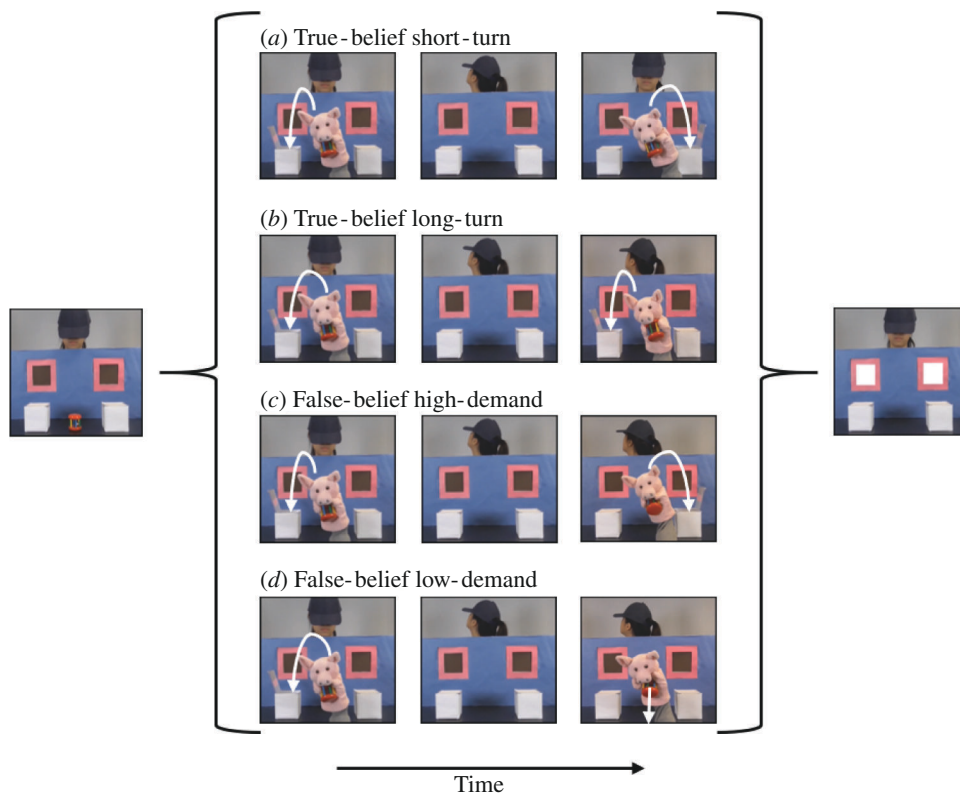 (a) True-belief short-turn
(b) True-belief long-turn
(c) False-belief high-demand
(d) False-belief low-demand
Time